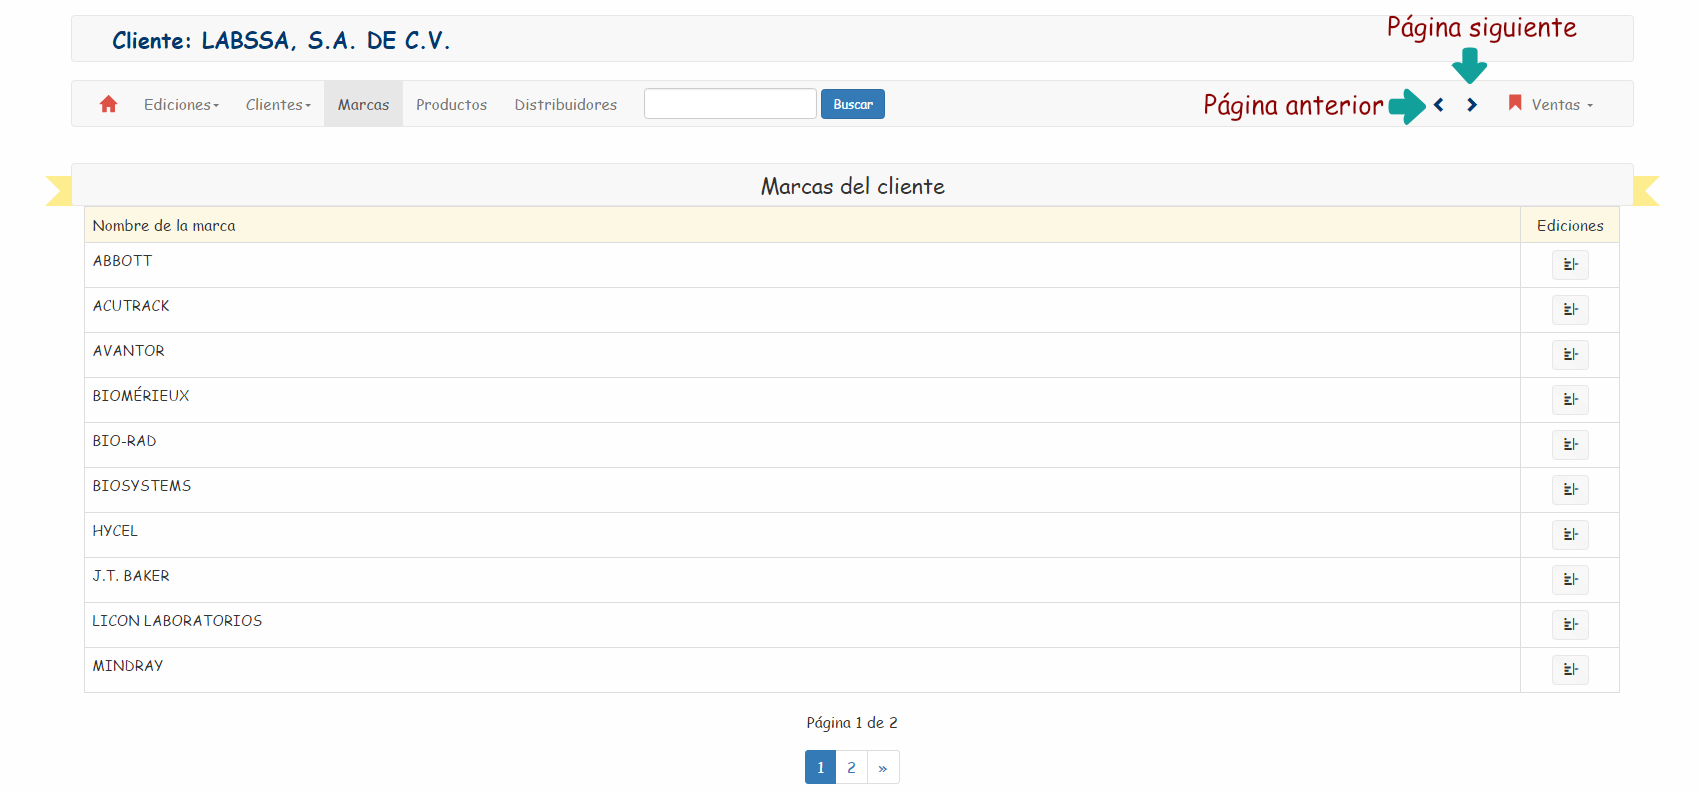 Página siguiente
Cliente: LABSSA, S.A. DE C.V.
Ediciones Clientes Marcas Productos Distribuidores Buscar Página anterior Ventas
Marcas del cliente
Nombre de la marca Ediciones
ABBOTT
ACUTRACK
AVANTOR
BIOMÉRIEUX
BIO-RAD
BIOSYSTEMS
HYCEL
J.T. BAKER
LICON LABORATORIOS
MINDRAY
Página 1 de 2
1 2 »